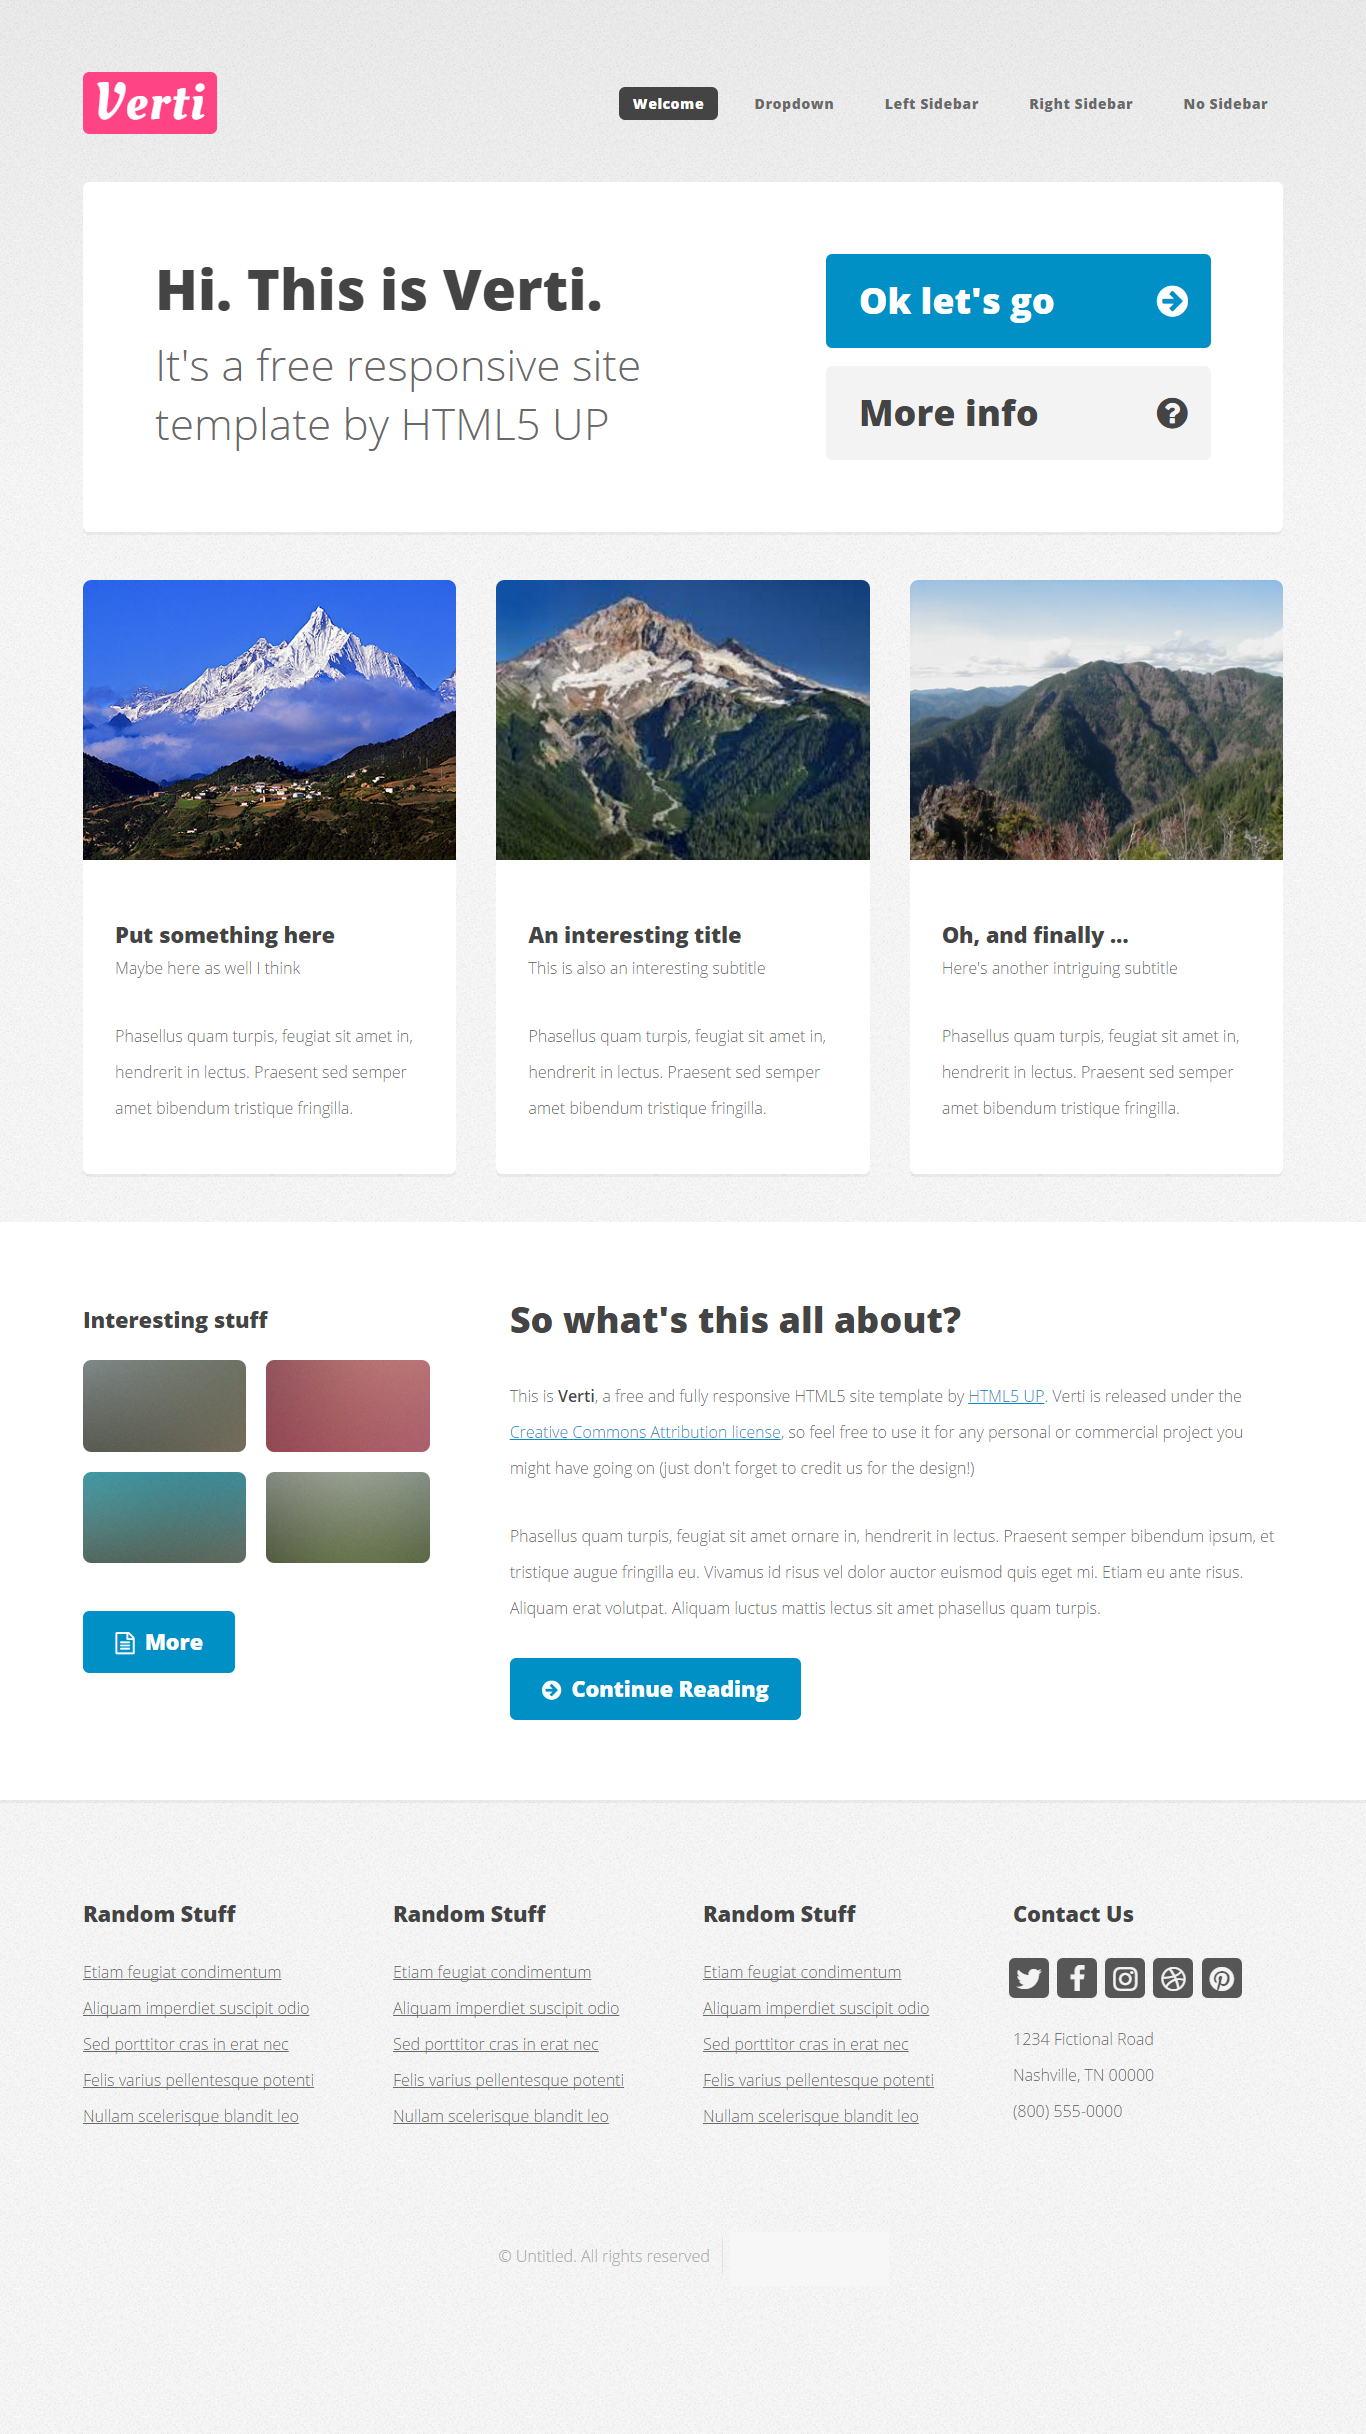 Verti
Welcome
Dropdown
Left Sidebar
Right Sidebar
No Sidebar
Hi. This is Verti.
It's a free responsive site
template by HTML5 UP
Ok let's go
More info
Put something here
Maybe here as well I think
Phasellus quam turpis, feugiat sit amet in,
hendrerit in lectus. Praesent sed semper
amet bibendum tristique fringilla.
An interesting title
This is also an interesting subtitle
Phasellus quam turpis, feugiat sit amet in,
hendrerit in lectus. Praesent sed semper
amet bibendum tristique fringilla.
Oh, and finally ...
Here's another intriguing subtitle
Phasellus quam turpis, feugiat sit amet in,
hendrerit in lectus. Praesent sed semper
amet bibendum tristique fringilla.
Interesting stuff
More
So what's this all about?
This is Verti, a free and fully responsive HTML5 site template by HTML5 UP. Verti is released under the
Creative Commons Attribution license, so feel free to use it for any personal or commercial project you
might have going on (just don't forget to credit us for the design!)
Phasellus quam turpis, feugiat sit amet ornare in, hendrerit in lectus. Praesent semper bibendum ipsum, et
tristique augue fringilla eu. Vivamus id risus vel dolor auctor euismod quis eget mi. Etiam eu ante risus.
Aliquam erat volutpat. Aliquam luctus mattis lectus sit amet phasellus quam turpis.
Continue Reading
Random Stuff
Etiam feugiat condimentum
Aliquam imperdiet suscipit odio
Sed porttitor cras in erat nec
Felis varius pellentesque potenti
Nullam scelerisque blandit leo
Random Stuff
Etiam feugiat condimentum
Aliquam imperdiet suscipit odio
Sed porttitor cras in erat nec
Felis varius pellentesque potenti
Nullam scelerisque blandit leo
Random Stuff
Etiam feugiat condimentum
Aliquam imperdiet suscipit odio
Sed porttitor cras in erat nec
Felis varius pellentesque potenti
Nullam scelerisque blandit leo
Contact Us
1234 Fictional Road
Nashville, TN 00000
(800) 555-0000
© Untitled. All rights reserved